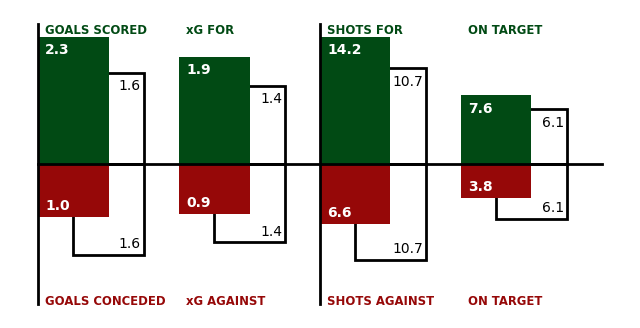 GOALS SCORED xG FOR SHOTS FOR ON TARGET
2.3 1.6 1.9 1.4 14.2 10.7 7.6 6.1
1.0 1.6 0.9 1.4 6.6 10.7 3.8 6.1
GOALS CONCEDED xG AGAINST SHOTS AGAINST ON TARGET